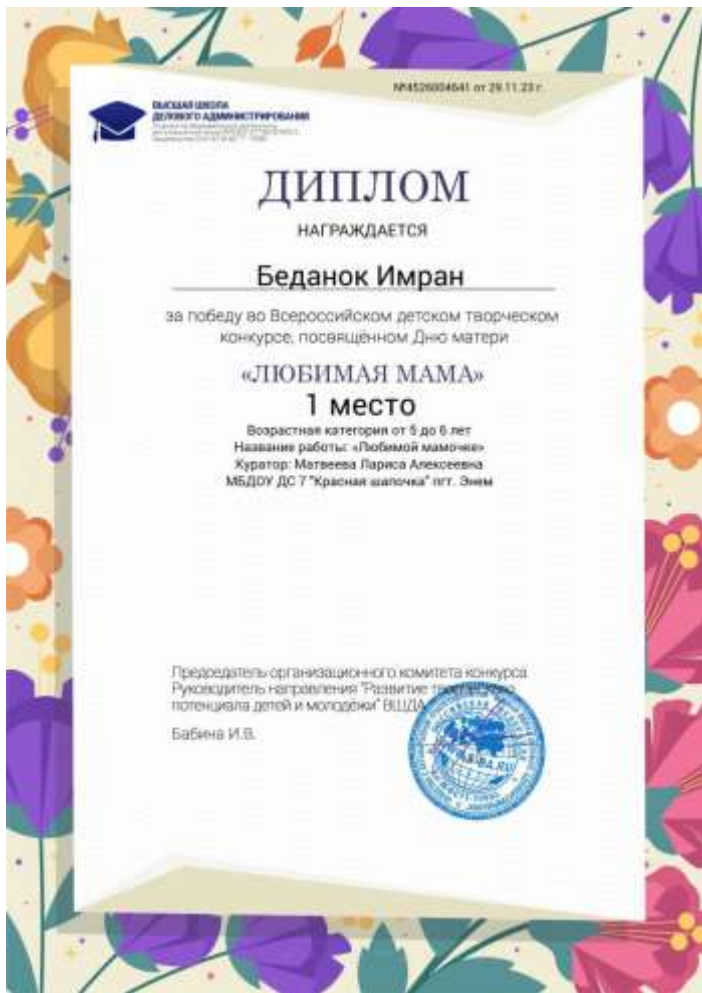 №4526004641 от 29.11.23 г.
ВЫСШАЯ ШКОЛА
ДЕЛОВОГО АДМИНИСТРИРОВАНИЯ
ДИПЛОМ
НАГРАЖДАЕТСЯ
Беданок Имран
за победу во Всероссийском детском творческом
конкурсе, посвящённом Дню матери
«ЛЮБИМАЯ МАМА»
1 место
Возрастная категория от 5 до 6 лет
Название работы: «Любимой мамочке»
Куратор: Матвеева Лариса Алексеевна
МБДОУ ДС 7 "Красная шапочка" пгт. Энем
Председатель организационного комитета конкурса
Руководитель направления "Развитие творческого
потенциала детей и молодёжи" ВШДА
Бабина И.В.